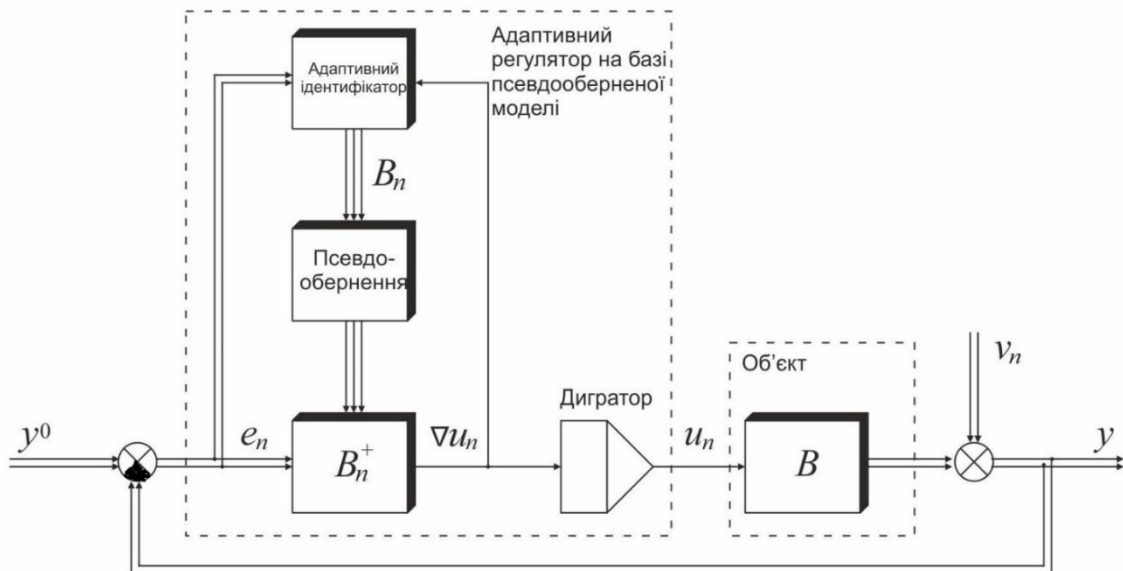 Адаптивний
ідентифікатор
Адаптивний
регулятор на базі
псевдооберненої
моделі
Bₙ
Псевдо-
обернення
vₙ
Об’єкт
Дигратор
y⁰
eₙ
Bₙ⁺
∇uₙ
uₙ
B
y